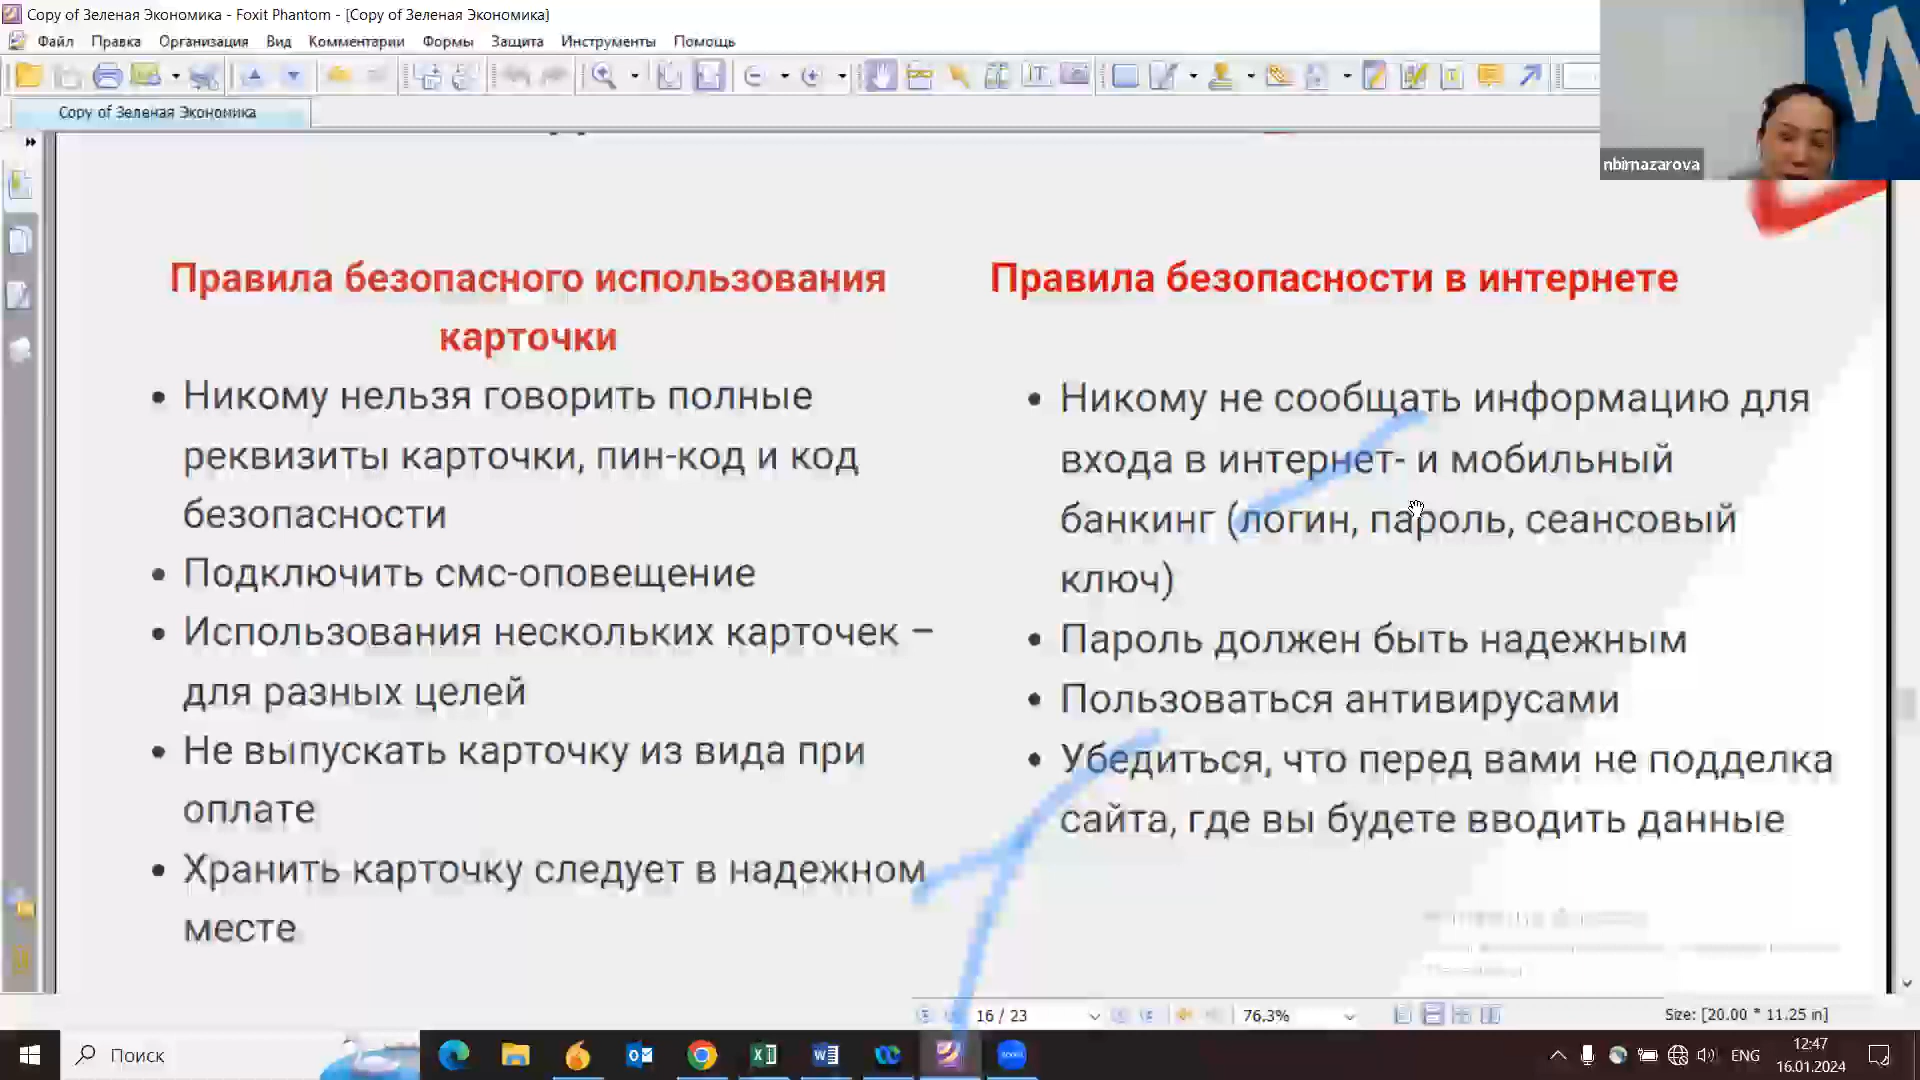 Copy of Зеленая Экономика - Foxit Phantom - [Copy of Зеленая Экономика]
Файл Правка Организация Вид Комментарии Формы Защита Инструменты Помощь
Copy of Зеленая Экономика
nbirnazarova
Правила безопасного использования
карточки
Никому нельзя говорить полные
реквизиты карточки, пин-код и код
безопасности
Подключить смс-оповещение
Использования нескольких карточек –
для разных целей
Не выпускать карточку из вида при
оплате
Хранить карточку следует в надежном
месте
Правила безопасности в интернете
Никому не сообщать информацию для
входа в интернет- и мобильный
банкинг (логин, пароль, сеансовый
ключ)
Пароль должен быть надежным
Пользоваться антивирусами
Убедиться, что перед вами не подделка
сайта, где вы будете вводить данные
16 / 23
76,3%
Size: [20.00 * 11.25 in]
Поиск
ENG
12:47
16.01.2024